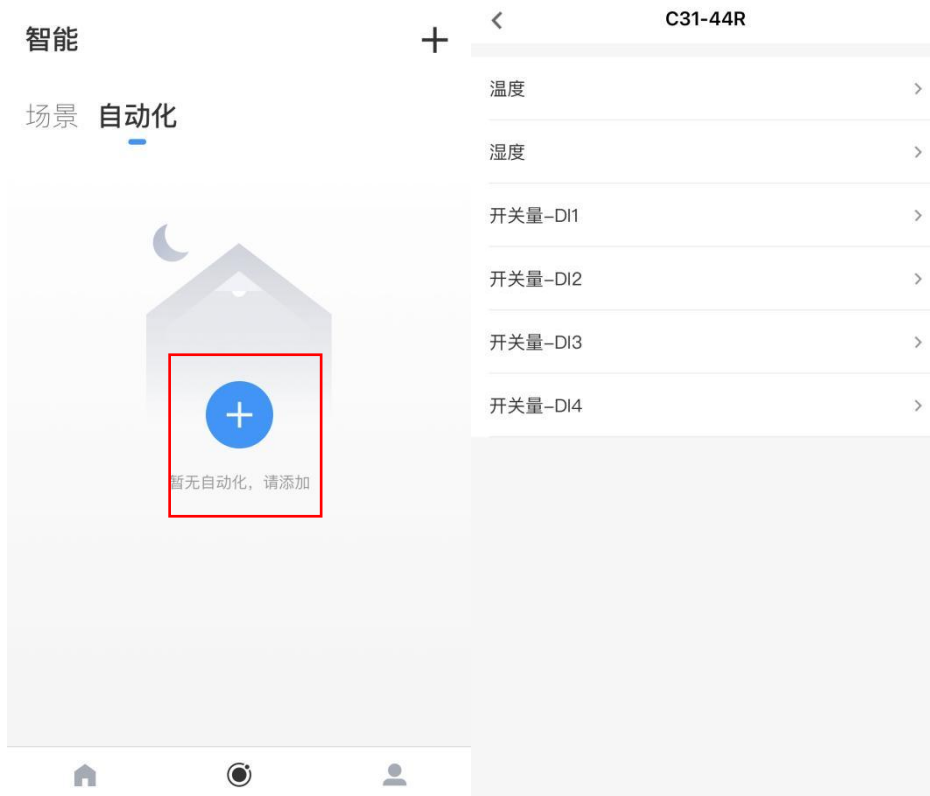 智能
场景 自动化
暂无自动化，请添加
C31-44R
温度
湿度
开关量-DI1
开关量-DI2
开关量-DI3
开关量-DI4